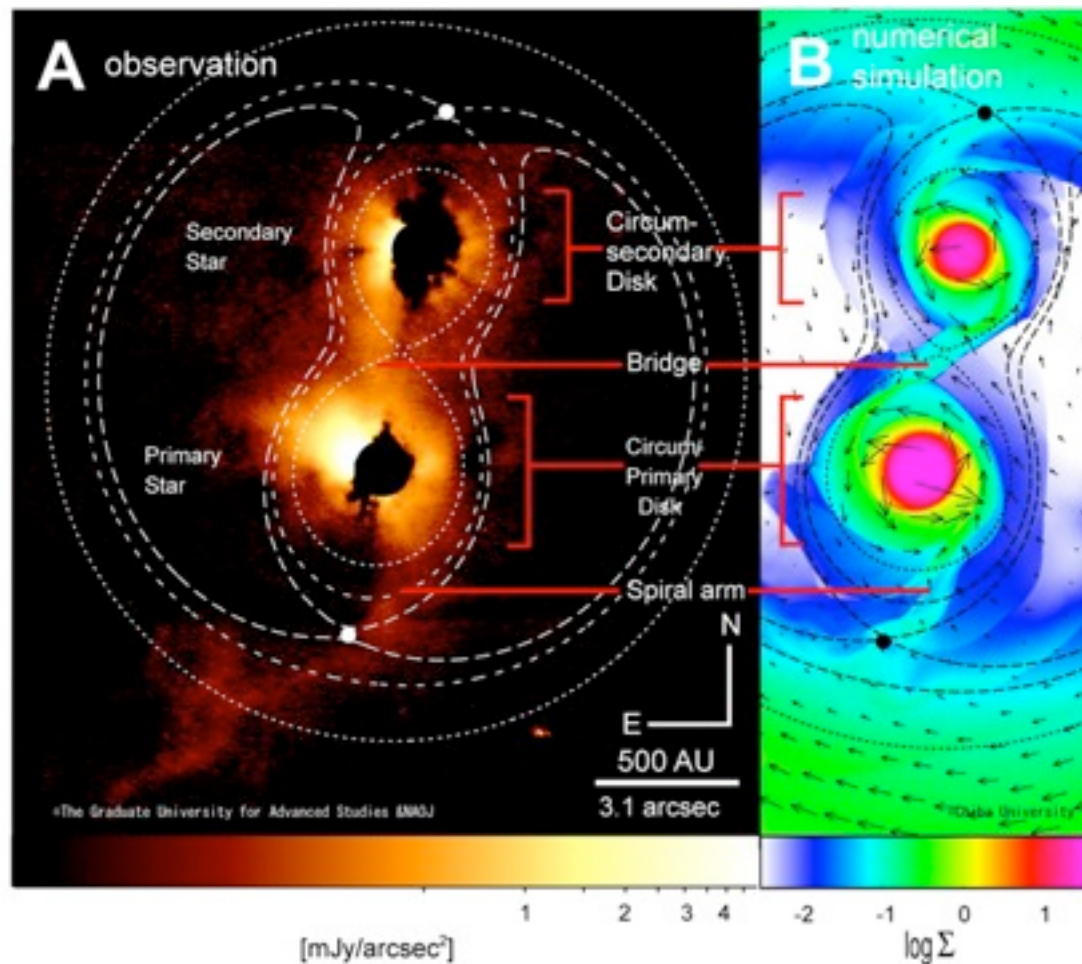 A observation
B numerical
simulation
Secondary
Star
Circum-
secondary
Disk
Bridge
Primary
Star
Circum-
Primary
Disk
Spiral arm
N
E
500 AU
3.1 arcsec
©The Graduate University for Advanced Studies &NAOJ
©Chiba University
1 2 3 4
[mJy/arcsec²]
-2 -1 0 1
log Σ